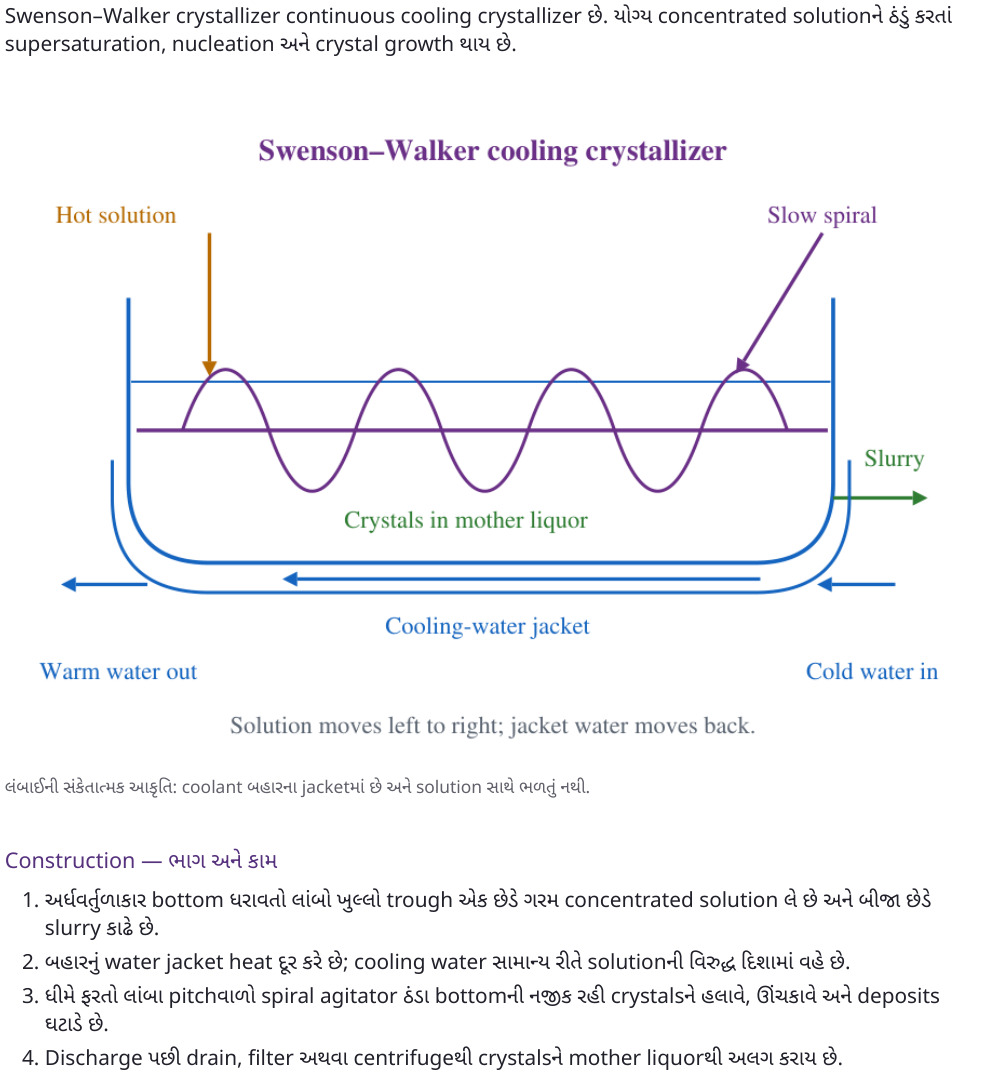 Swenson–Walker crystallizer continuous cooling crystallizer છે. યોગ્ય concentrated solutionને ઠંડું કરતાં
supersaturation, nucleation અને crystal growth થાય છે.
Swenson–Walker cooling crystallizer
Hot solution
Slow spiral
Slurry
Crystals in mother liquor
Cooling-water jacket
Warm water out
Cold water in
Solution moves left to right; jacket water moves back.
લંબાઈની સંકેતાત્મક આકૃતિ: coolant બહારના jacketમાં છે અને solution સાથે ભળતું નથી.
Construction — ભાગ અને કામ
1. અર્ધવર્તુળાકાર bottom ધરાવતો લાંબો ખુલ્લો trough એક છેડે ગરમ concentrated solution લે છે અને બીજા છેડે
slurry કાઢે છે.
2. બહારનું water jacket heat દૂર કરે છે; cooling water સામાન્ય રીતે solutionની વિરુદ્ધ દિશામાં વહે છે.
3. ધીમે ફરતો લાંબા pitchવાળો spiral agitator ઠંડા bottomની નજીક રહી crystalsને હલાવે, ઊંચકાવે અને deposits
ઘટાડે છે.
4. Discharge પછી drain, filter અથવા centrifugeથી crystalsને mother liquorથી અલગ કરાય છે.